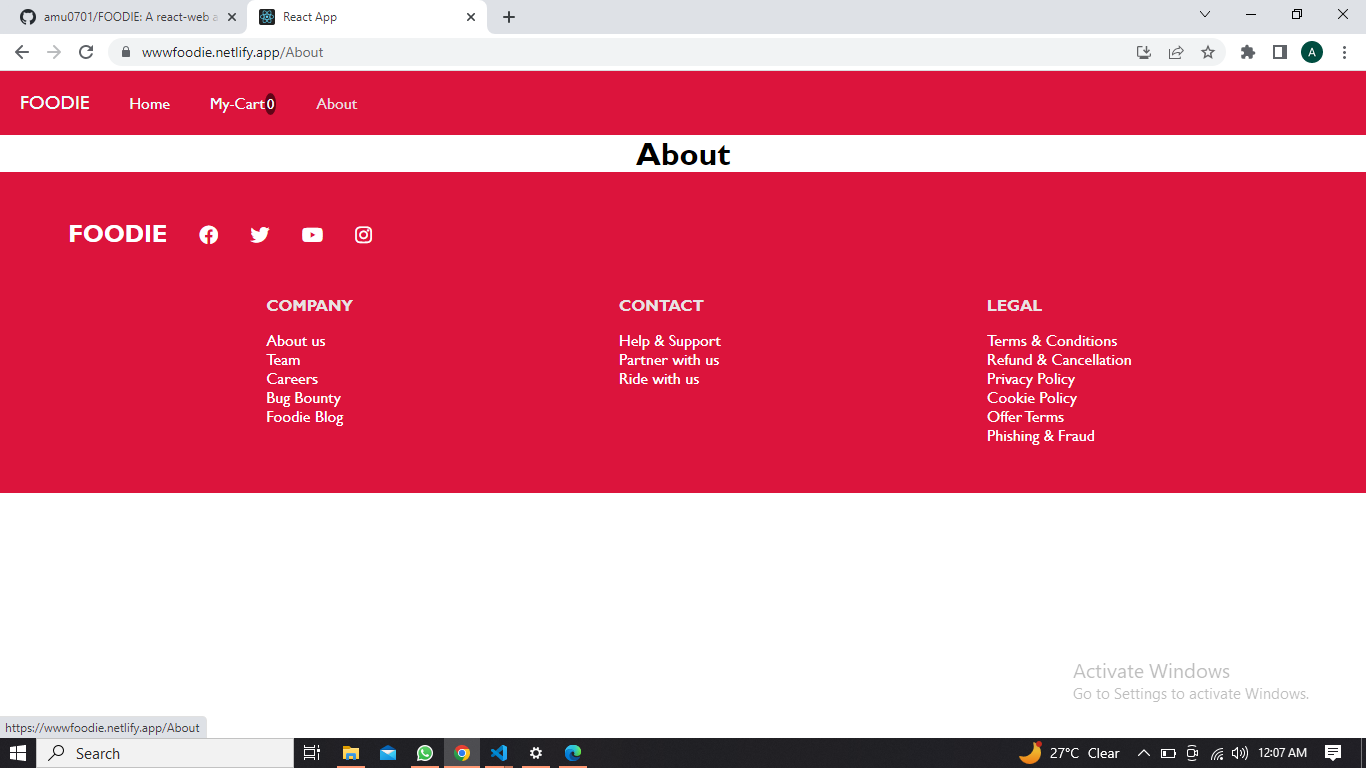 amu0701/FOODIE: A react-web a
React App
wwwfoodie.netlify.app/About
A
FOODIE
Home
My-Cart 0
About
About
FOODIE
COMPANY
About us
Team
Careers
Bug Bounty
Foodie Blog
CONTACT
Help & Support
Partner with us
Ride with us
LEGAL
Terms & Conditions
Refund & Cancellation
Privacy Policy
Cookie Policy
Offer Terms
Phishing & Fraud
Activate Windows
Go to Settings to activate Windows.
https://wwwfoodie.netlify.app/About
Search
27°C Clear
12:07 AM